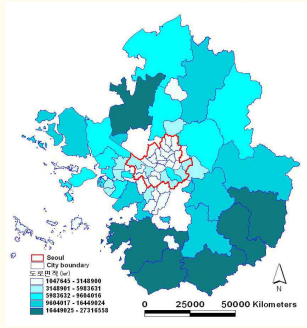 Seoul
City boundary
도로면적 (㎡)
1047645 - 3148900
3148901 - 5983631
5983632 - 9604016
9604017 - 16449024
16449025 - 27316558
N
0 25000 50000 Kilometers